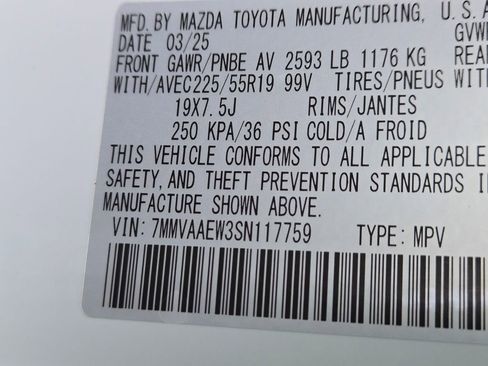 MFD. BY MAZDA TOYOTA MANUFACTURING, U.S.A
DATE 03/25 GVW
FRONT GAWR/PNBE AV 2593 LB 1176 KG REA
WITH/AVEC225/55R19 99V TIRES/PNEUS WIT
19X7.5J RIMS/JANTES
250 KPA/36 PSI COLD/A FROID
THIS VEHICLE CONFORMS TO ALL APPLICABLE
SAFETY, AND THEFT PREVENTION STANDARDS I
MANUFACTURE SHOWN ABOVE.
VIN: 7MMVAAEW3SN117759 TYPE: MPV